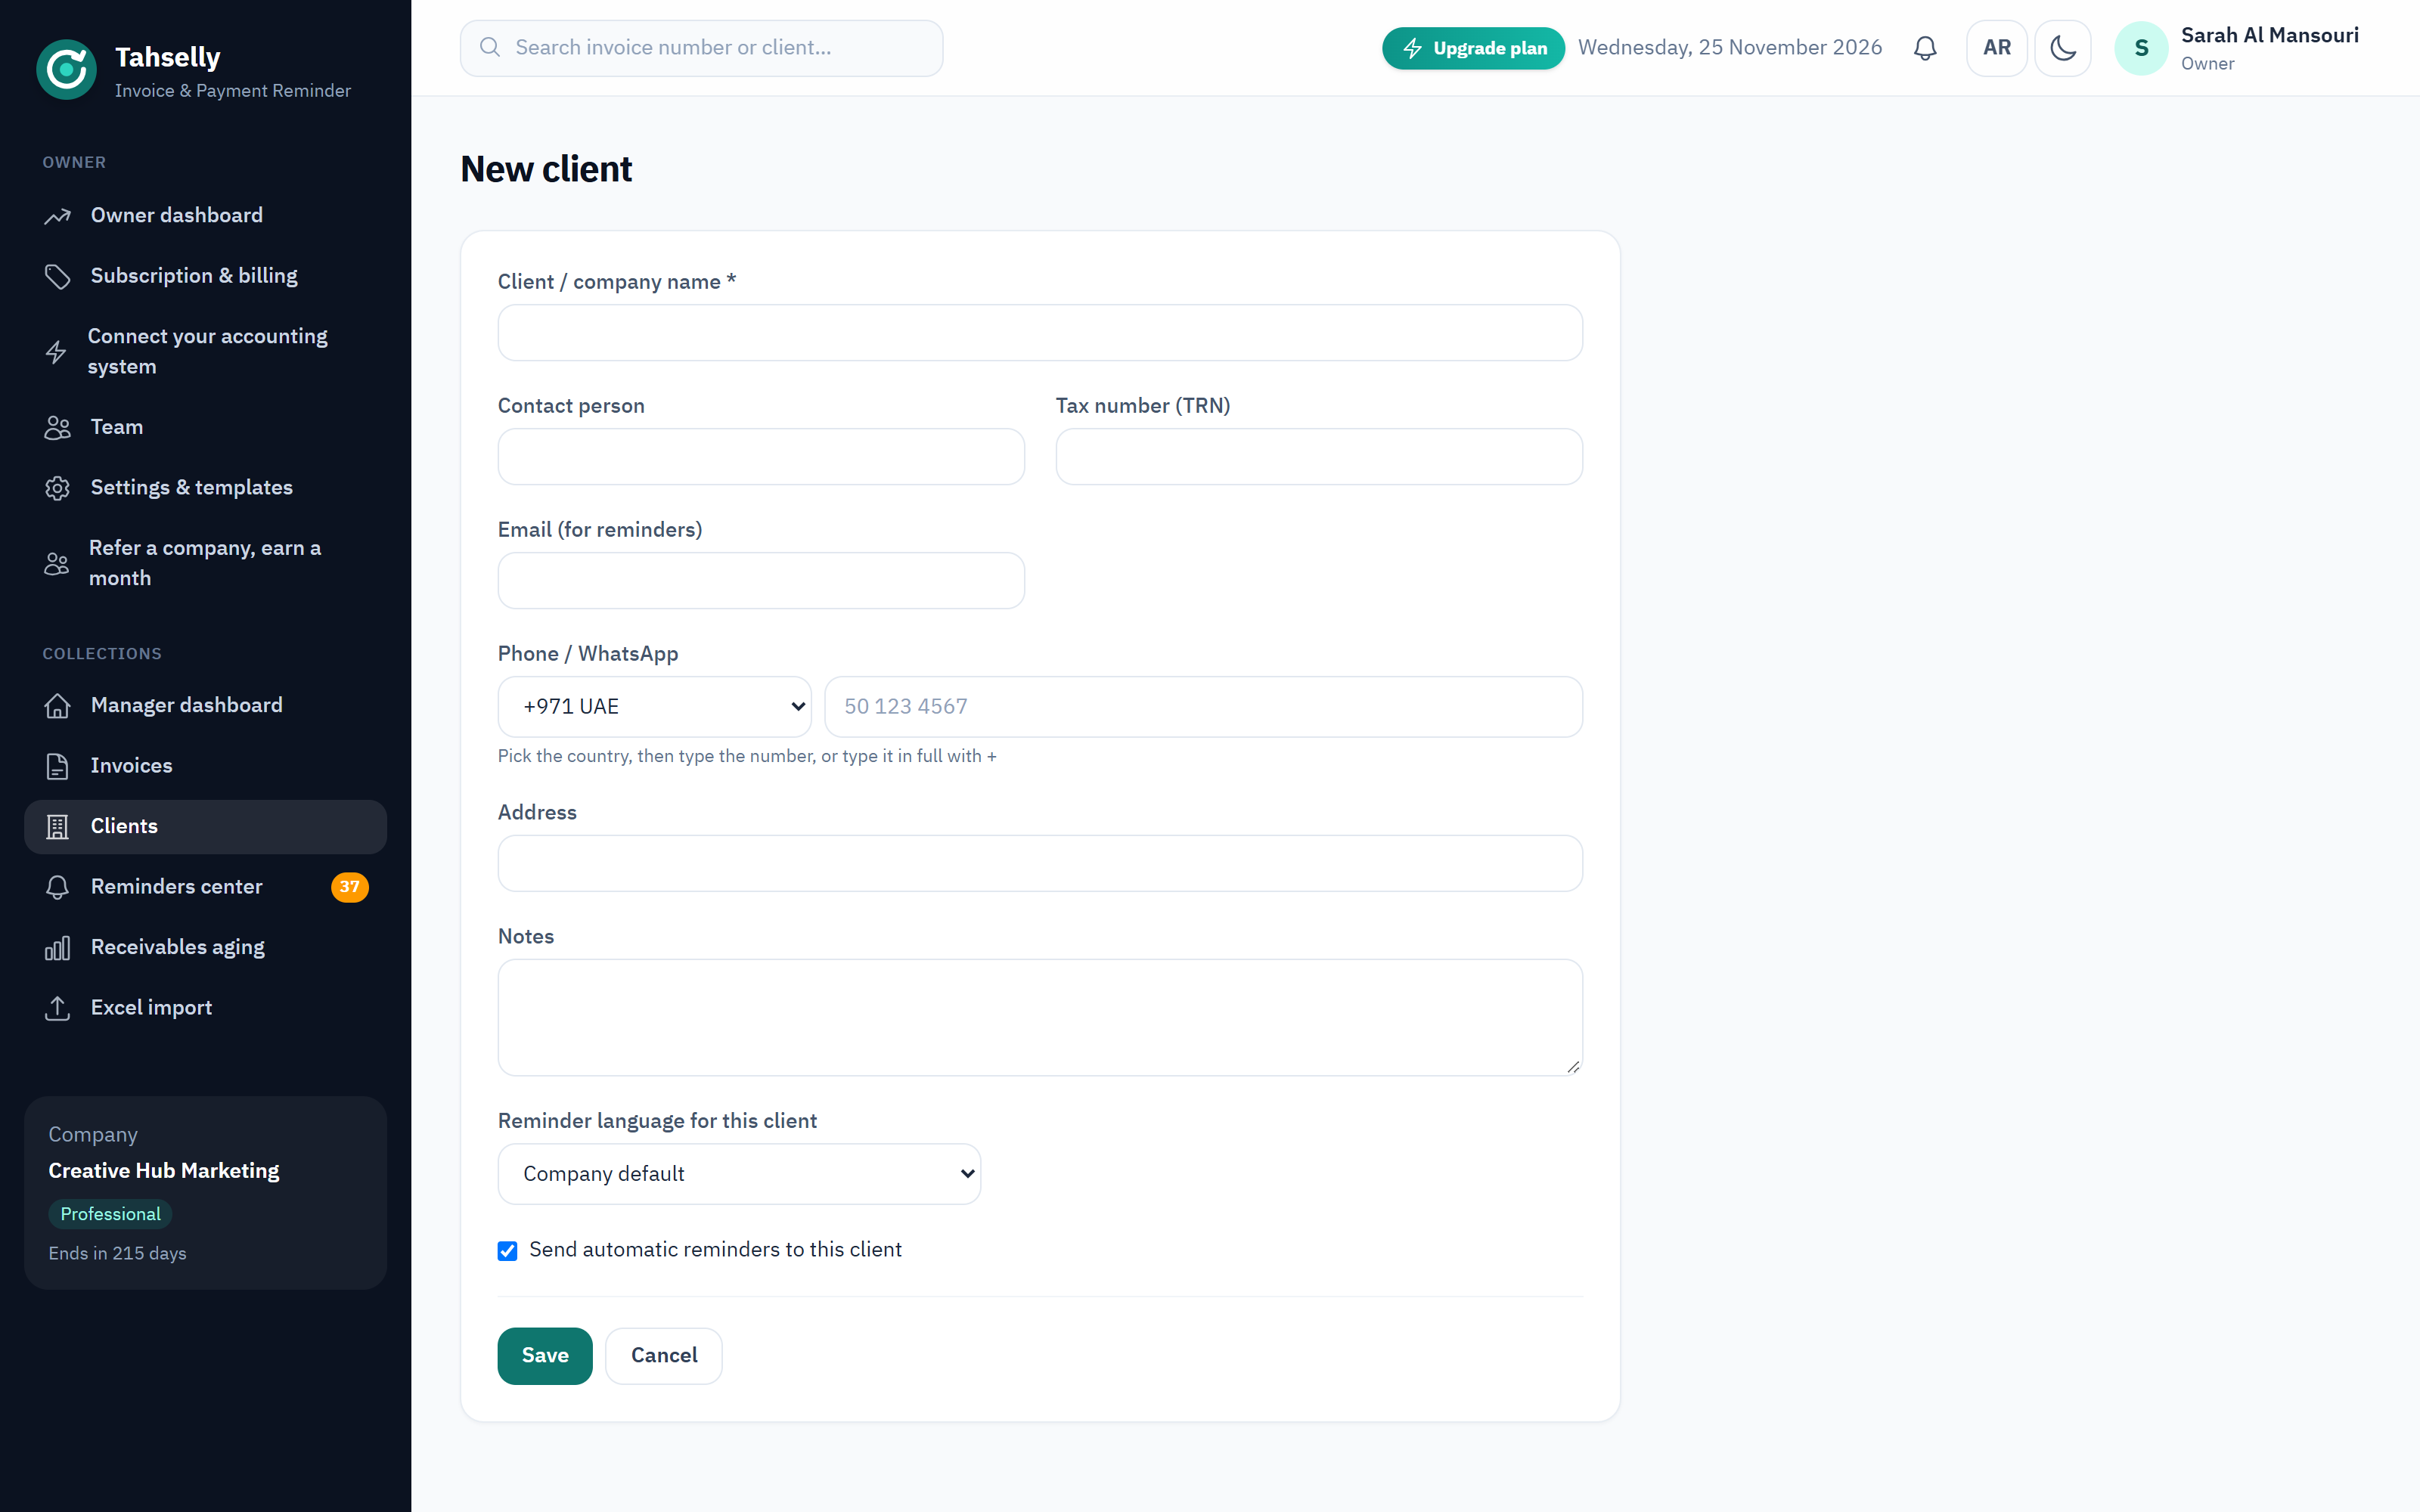 Tahselly
Invoice & Payment Reminder
OWNER
Owner dashboard
Subscription & billing
Connect your accounting
system
Team
Settings & templates
Refer a company, earn a
month
COLLECTIONS
Manager dashboard
Invoices
Clients
Reminders center 37
Receivables aging
Excel import
Company
Creative Hub Marketing
Professional
Ends in 215 days
Search invoice number or client...
Upgrade plan
Wednesday, 25 November 2026
AR
S
Sarah Al Mansouri
Owner
New client
Client / company name *
Contact person
Tax number (TRN)
Email (for reminders)
Phone / WhatsApp
+971 UAE
50 123 4567
Pick the country, then type the number, or type it in full with +
Address
Notes
Reminder language for this client
Company default
Send automatic reminders to this client
Save
Cancel